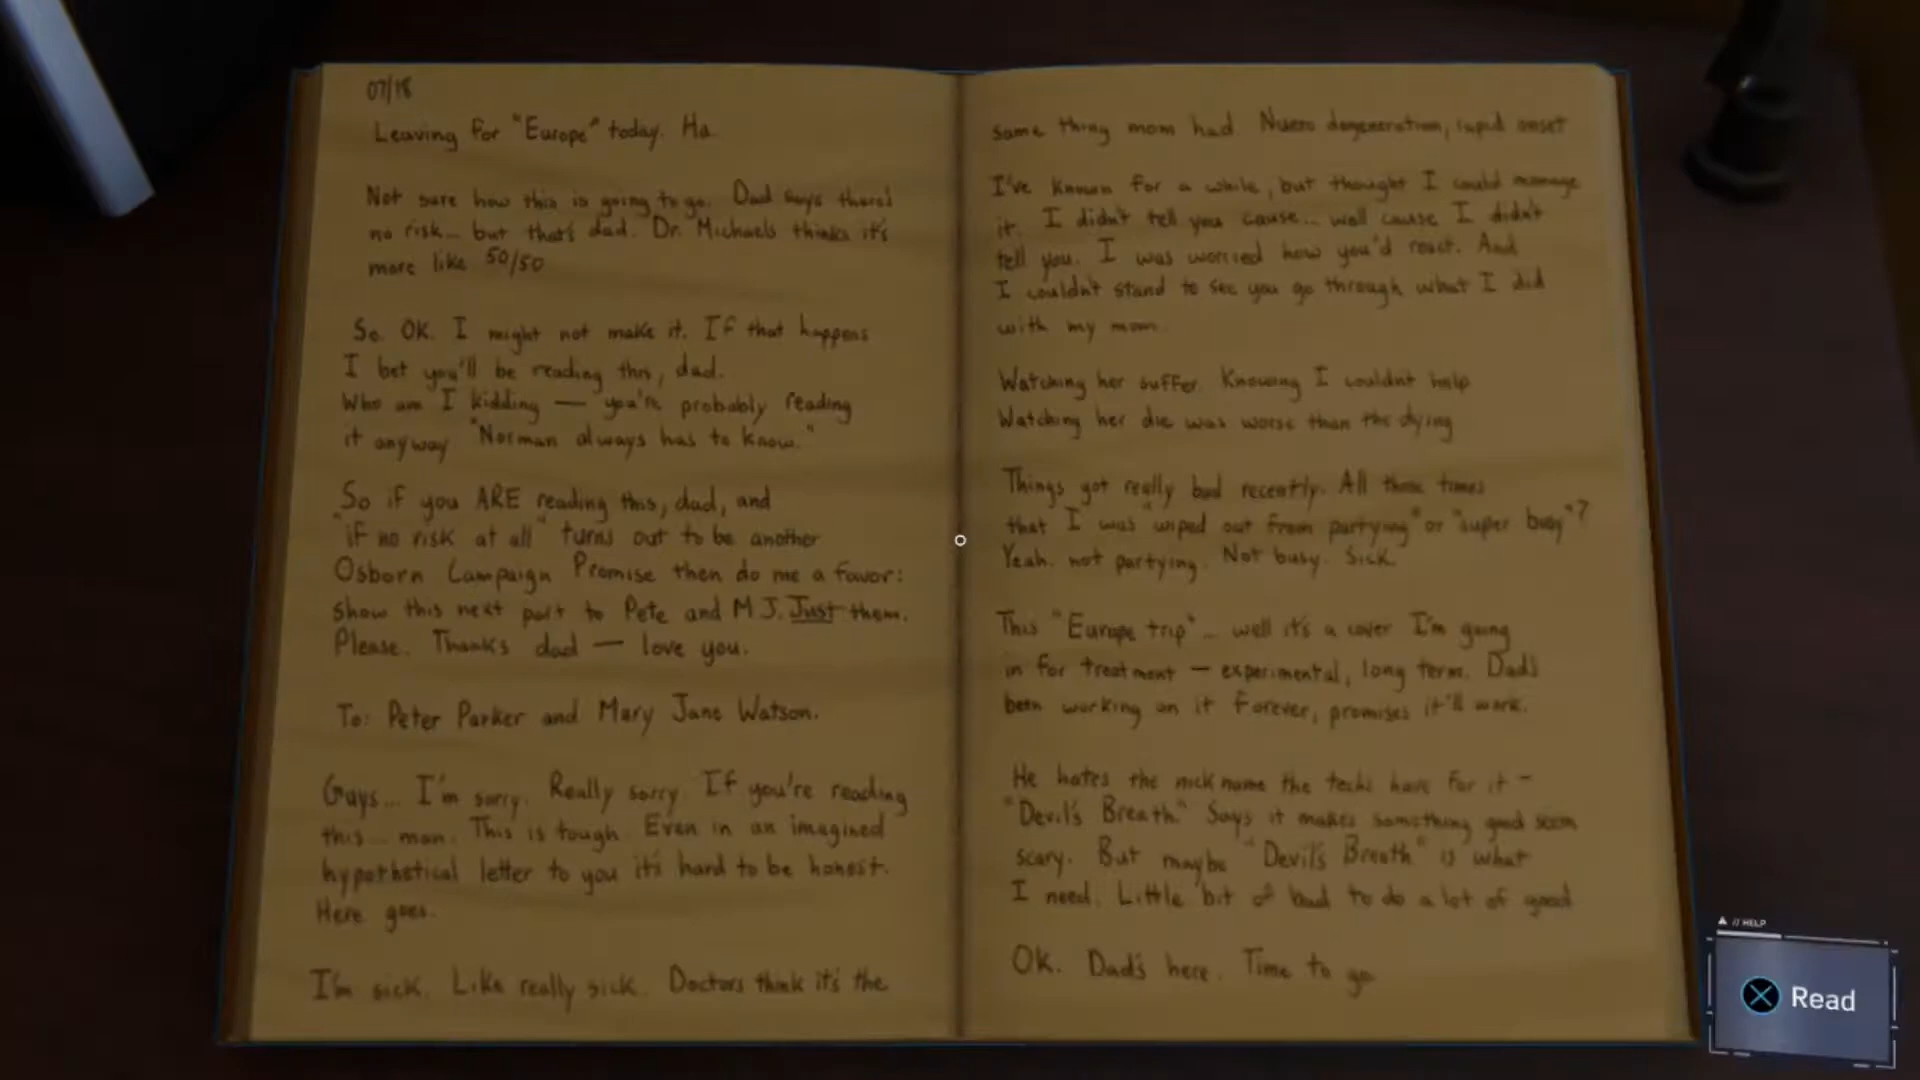 07/18
Leaving for "Europe" today. Ha.
Not sure how this is going to go. Dad says there's
no risk... but that's dad. Dr. Michaels thinks it's
more like 50/50
So. OK. I might not make it. If that happens
I bet you'll be reading this, dad.
Who am I kidding — you're probably reading
it anyway "Norman always has to know."
So if you ARE reading this, dad, and
"if no risk at all" turns out to be another
Osborn Campaign Promise then do me a favor:
show this next part to Pete and MJ. Just them.
Please. Thanks dad — love you.
To: Peter Parker and Mary Jane Watson.
Guys... I'm sorry. Really sorry. If you're reading
this... man. This is tough. Even in an imagined
hypothetical letter to you it's hard to be honest.
Here goes.
I'm sick. Like really sick. Doctors think it's the
same thing mom had. Nuero degeneration, rapid onset
I've known for a while, but thought I could manage
it. I didn't tell you cause... well cause I didn't
tell you. I was worried how you'd react. And
I couldn't stand to see you go through what I did
with my mom.
Watching her suffer. Knowing I couldn't help
Watching her die was worse than the dying
Things got really bad recently. All those times
that I was "wiped out from partying" or "super busy"?
Yeah. not partying. Not busy. Sick.
This "Europe trip"... well it's a cover I'm going
in for treatment — experimental, long term. Dad's
been working on it forever, promises it'll work.
He hates the nickname the techs have for it -
"Devil's Breath." Says it makes something good seem
scary. But maybe "Devil's Breath" is what
I need. Little bit of bad to do a lot of good
OK. Dad's here. Time to go
// HELP
Read